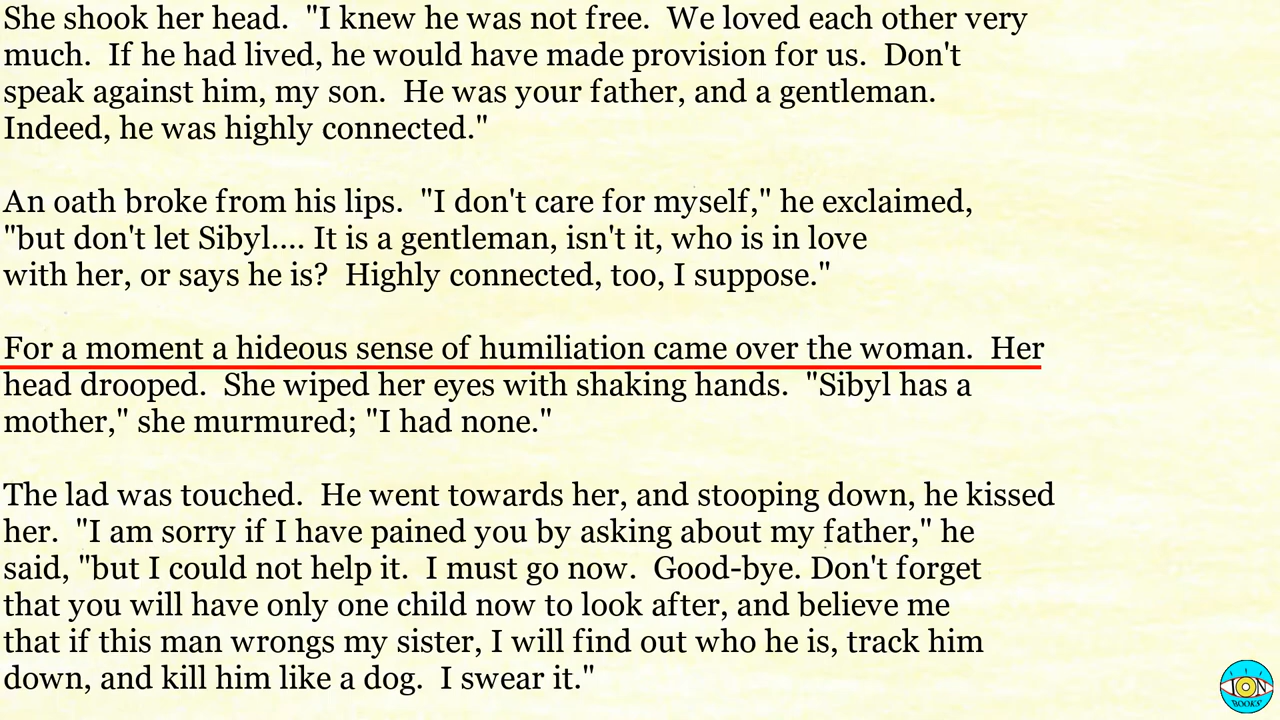 She shook her head.  "I knew he was not free.  We loved each other very
much.  If he had lived, he would have made provision for us.  Don't
speak against him, my son.  He was your father, and a gentleman.
Indeed, he was highly connected."
An oath broke from his lips.  "I don't care for myself," he exclaimed,
"but don't let Sibyl.... It is a gentleman, isn't it, who is in love
with her, or says he is?  Highly connected, too, I suppose."
For a moment a hideous sense of humiliation came over the woman.  Her
head drooped.  She wiped her eyes with shaking hands.  "Sibyl has a
mother," she murmured; "I had none."
The lad was touched.  He went towards her, and stooping down, he kissed
her.  "I am sorry if I have pained you by asking about my father," he
said, "but I could not help it.  I must go now.  Good-bye. Don't forget
that you will have only one child now to look after, and believe me
that if this man wrongs my sister, I will find out who he is, track him
down, and kill him like a dog.  I swear it."
ION
BOOKS